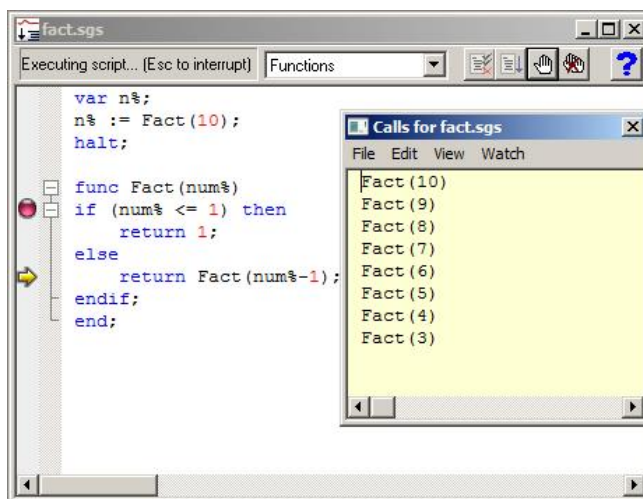 fact.sgs
Executing script... (Esc to interrupt) Functions ?
var n%;
n% := Fact(10);
halt;
func Fact(num%)
if (num% <= 1) then
return 1;
else
return Fact(num%-1);
endif;
end;
Calls for fact.sgs
File Edit View Watch
Fact(10)
Fact(9)
Fact(8)
Fact(7)
Fact(6)
Fact(5)
Fact(4)
Fact(3)